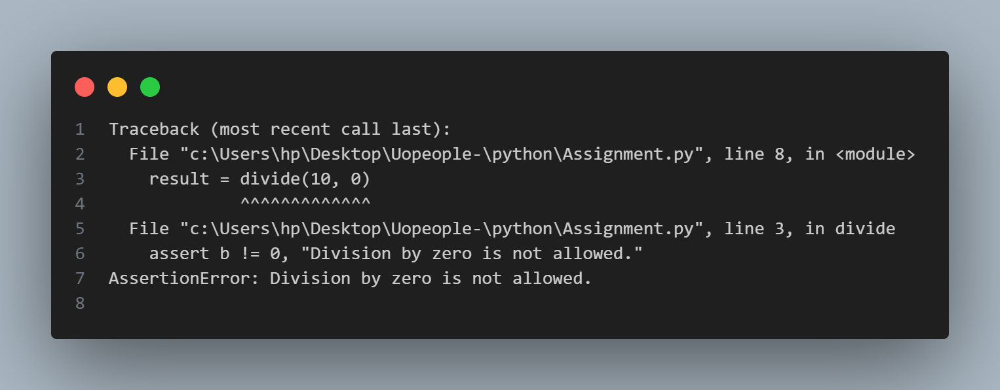 1 Traceback (most recent call last):
2   File "c:\Users\hp\Desktop\Uopeople-\python\Assignment.py", line 8, in <module>
3     result = divide(10, 0)
4              ^^^^^^^^^^^^^
5   File "c:\Users\hp\Desktop\Uopeople-\python\Assignment.py", line 3, in divide
6     assert b != 0, "Division by zero is not allowed."
7 AssertionError: Division by zero is not allowed.
8